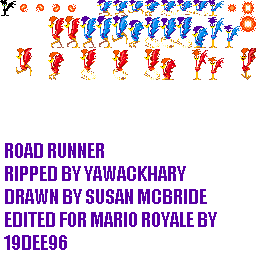 ROAD RUNNER
RIPPED BY YAWACKHARY
DRAWN BY SUSAN MCBRIDE
EDITED FOR MARIO ROYALE BY
19DEE96